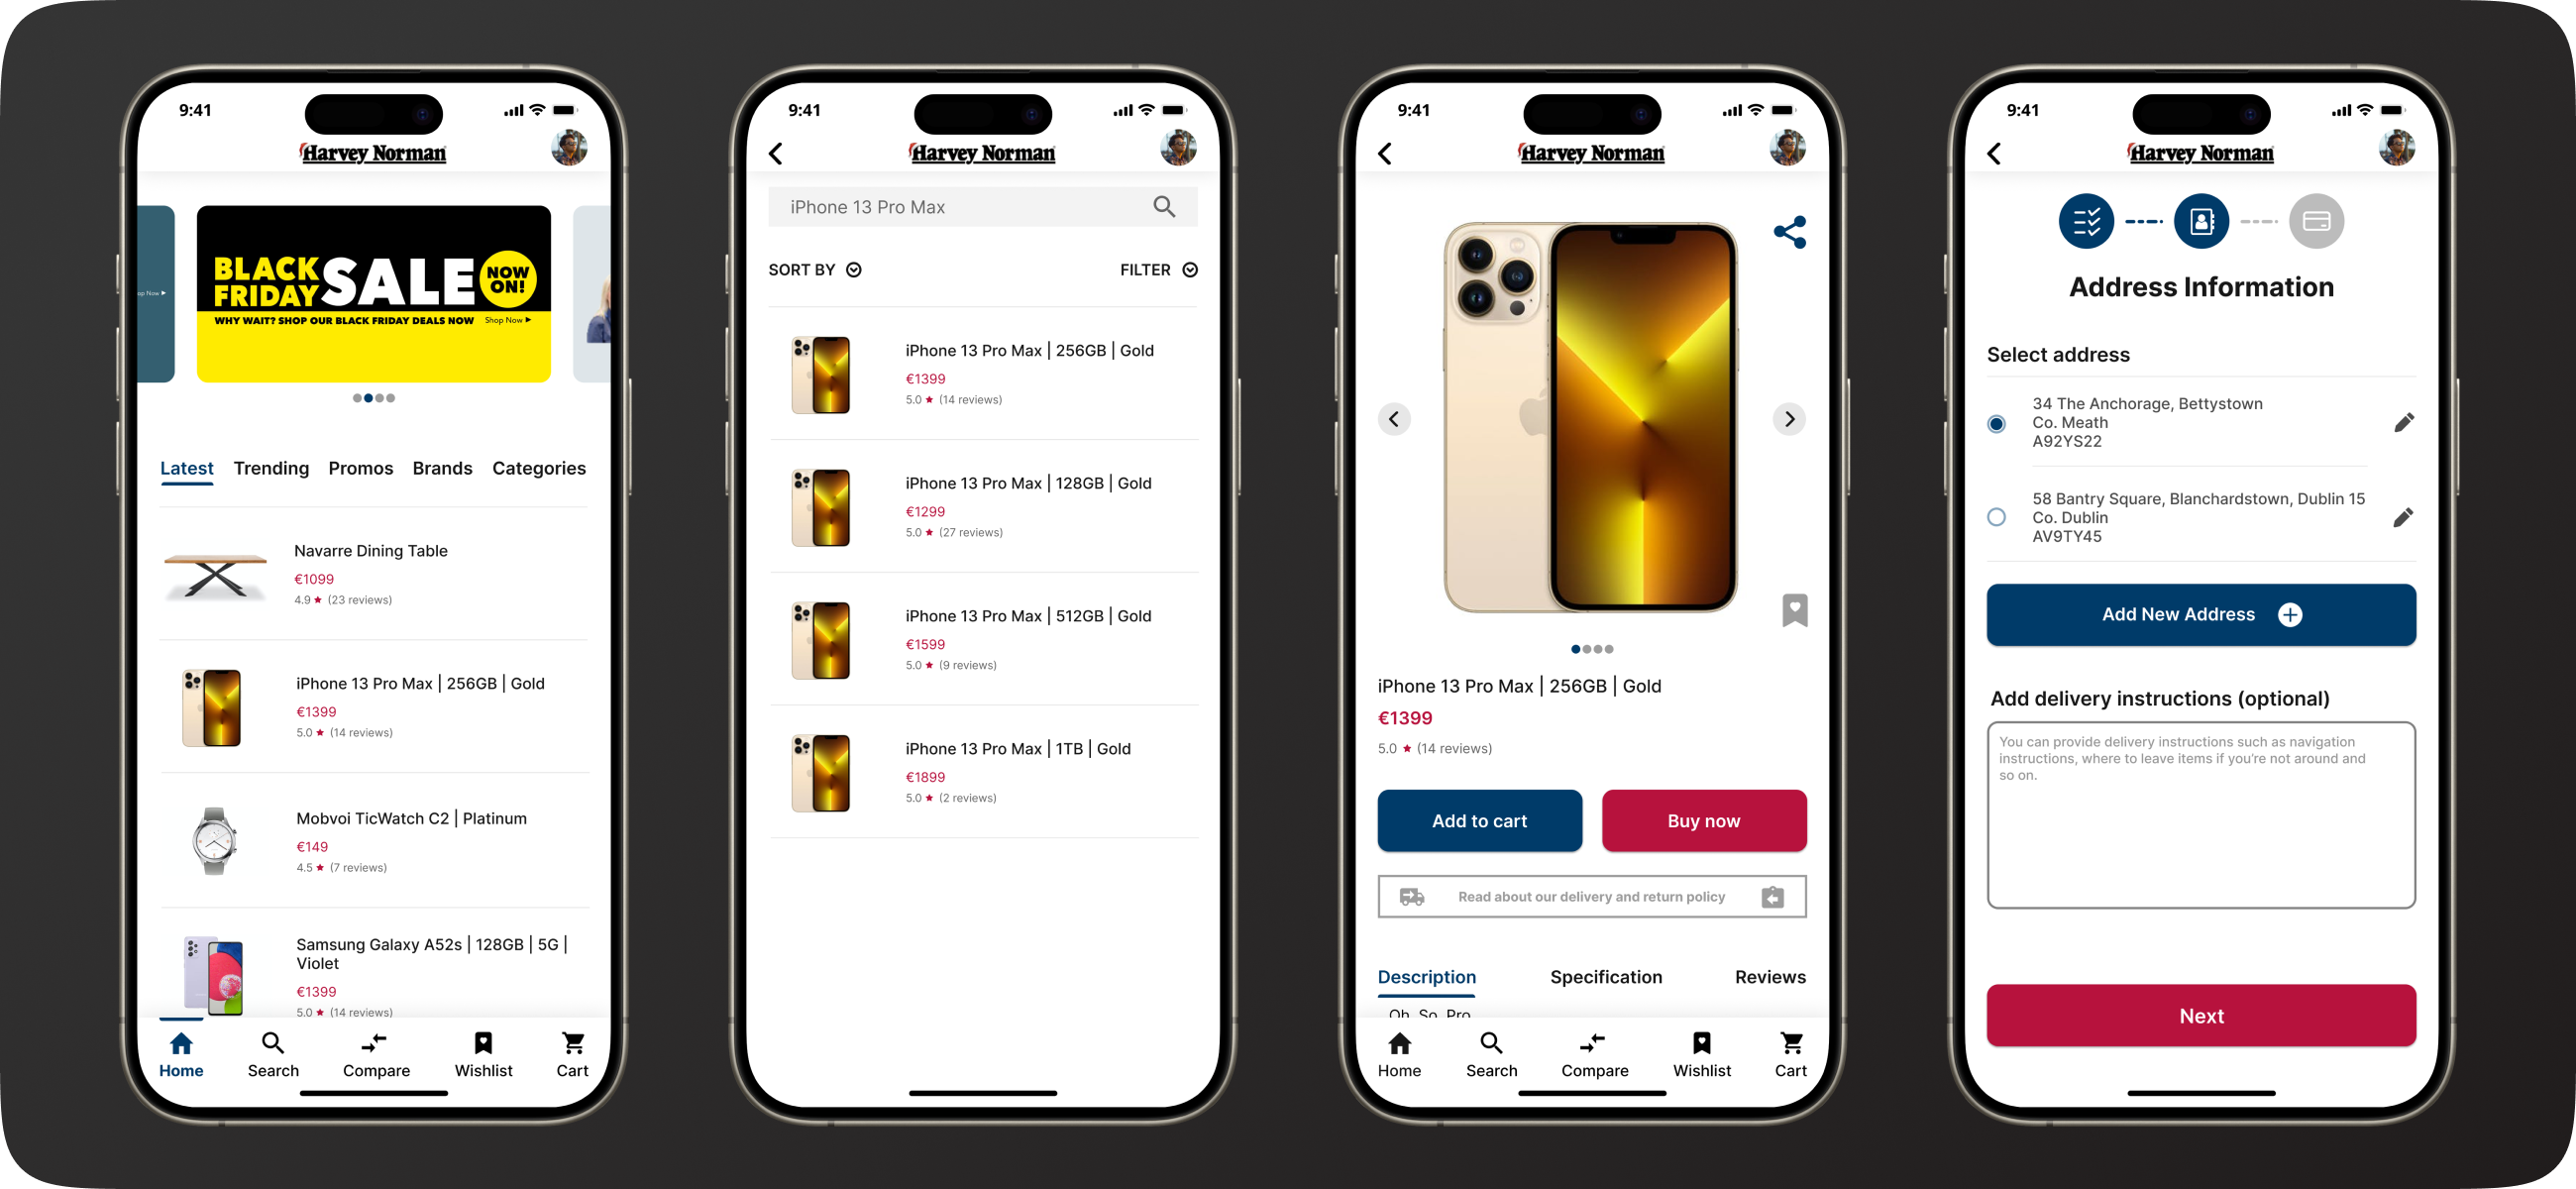 9:41
Harvey Norman
op Now ▶
BLACK FRIDAY SALE NOW ON!
WHY WAIT? SHOP OUR BLACK FRIDAY DEALS NOW Shop Now ▶
Latest Trending Promos Brands Categories
Navarre Dining Table
€1099
4.9 ★ (23 reviews)
iPhone 13 Pro Max | 256GB | Gold
€1399
5.0 ★ (14 reviews)
Mobvoi TicWatch C2 | Platinum
€149
4.5 ★ (7 reviews)
Samsung Galaxy A52s | 128GB | 5G |
Violet
€1399
5.0 ★ (14 reviews)
Home Search Compare Wishlist Cart
9:41
Harvey Norman
iPhone 13 Pro Max
SORT BY FILTER
iPhone 13 Pro Max | 256GB | Gold
€1399
5.0 ★ (14 reviews)
iPhone 13 Pro Max | 128GB | Gold
€1299
5.0 ★ (27 reviews)
iPhone 13 Pro Max | 512GB | Gold
€1599
5.0 ★ (9 reviews)
iPhone 13 Pro Max | 1TB | Gold
€1899
5.0 ★ (2 reviews)
9:41
Harvey Norman
iPhone 13 Pro Max | 256GB | Gold
€1399
5.0 ★ (14 reviews)
Add to cart Buy now
Read about our delivery and return policy
Description Specification Reviews
Oh. So. Pro.
Home Search Compare Wishlist Cart
9:41
Harvey Norman
Address Information
Select address
34 The Anchorage, Bettystown
Co. Meath
A92YS22
58 Bantry Square, Blanchardstown, Dublin 15
Co. Dublin
AV9TY45
Add New Address
Add delivery instructions (optional)
You can provide delivery instructions such as navigation
instructions, where to leave items if you're not around and
so on.
Next